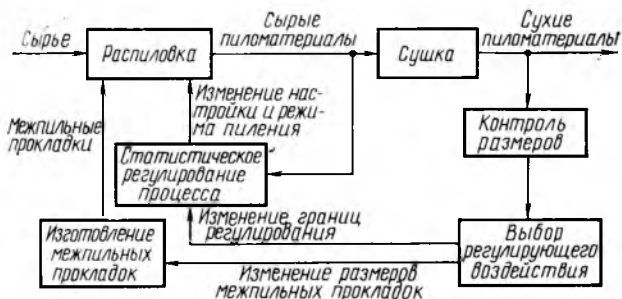 Сырье
Распиловка
Сырые
пиломатериалы
Сушка
Сухие
пиломатериалы
Межпильные
прокладки
Изменение нас-
тройки и режи-
ма пиления
Контроль
размеров
Статистическое
регулирование
процесса
Изменение границ
регулирования
Изготовление
межпильных
прокладок
Выбор
регулирующего
воздействия
Изменение размеров
межпильных прокладок